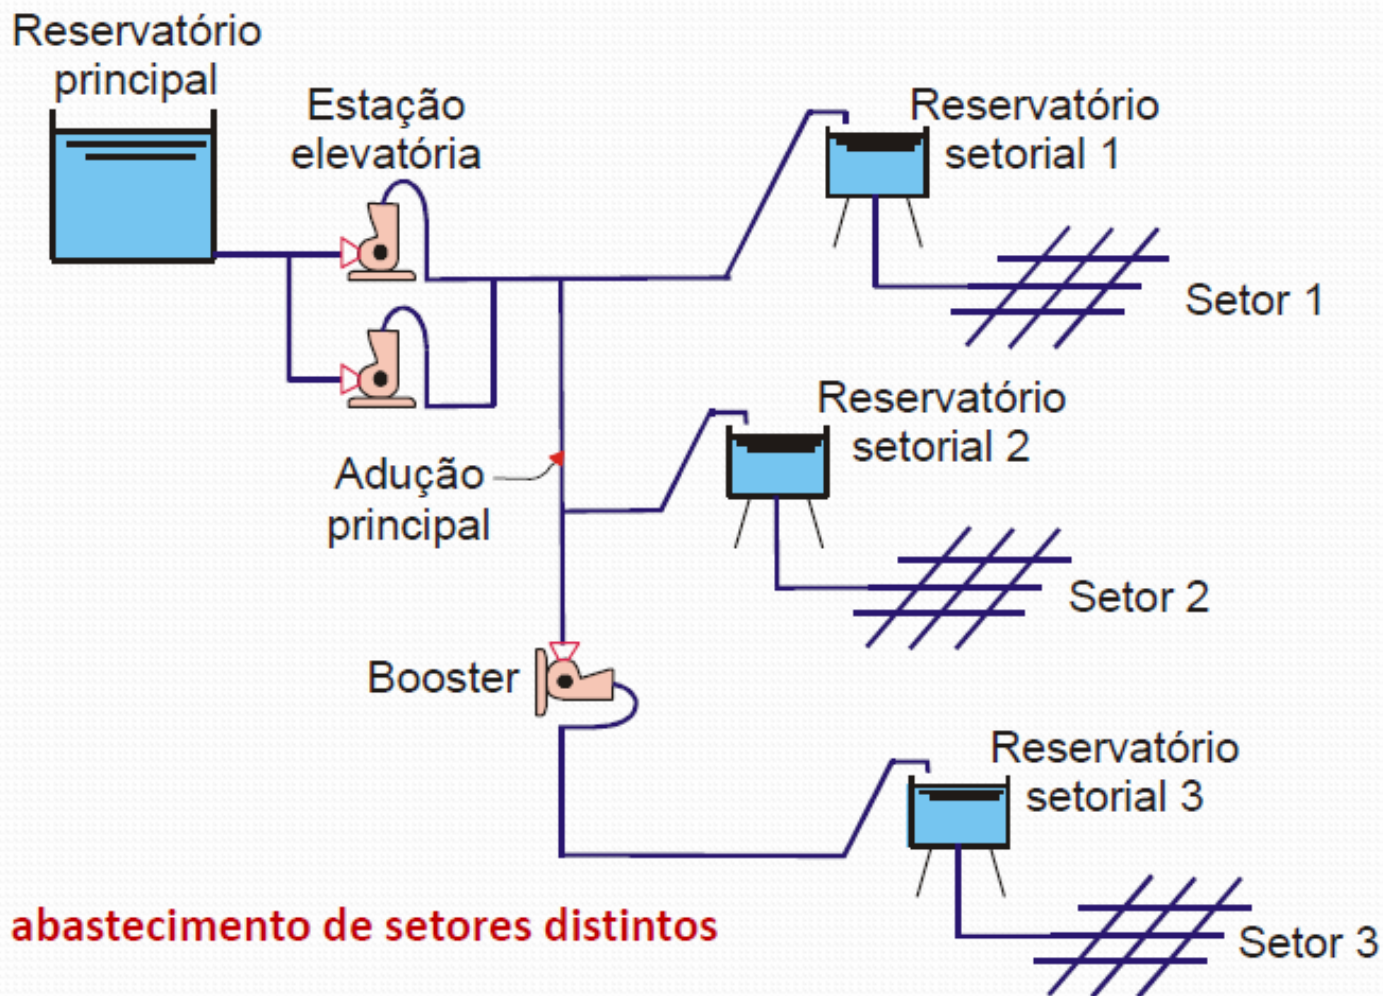 Reservatório
principal
Estação
elevatória
Reservatório
setorial 1
Setor 1
Reservatório
setorial 2
Adução
principal
Setor 2
Booster
Reservatório
setorial 3
abastecimento de setores distintos
Setor 3